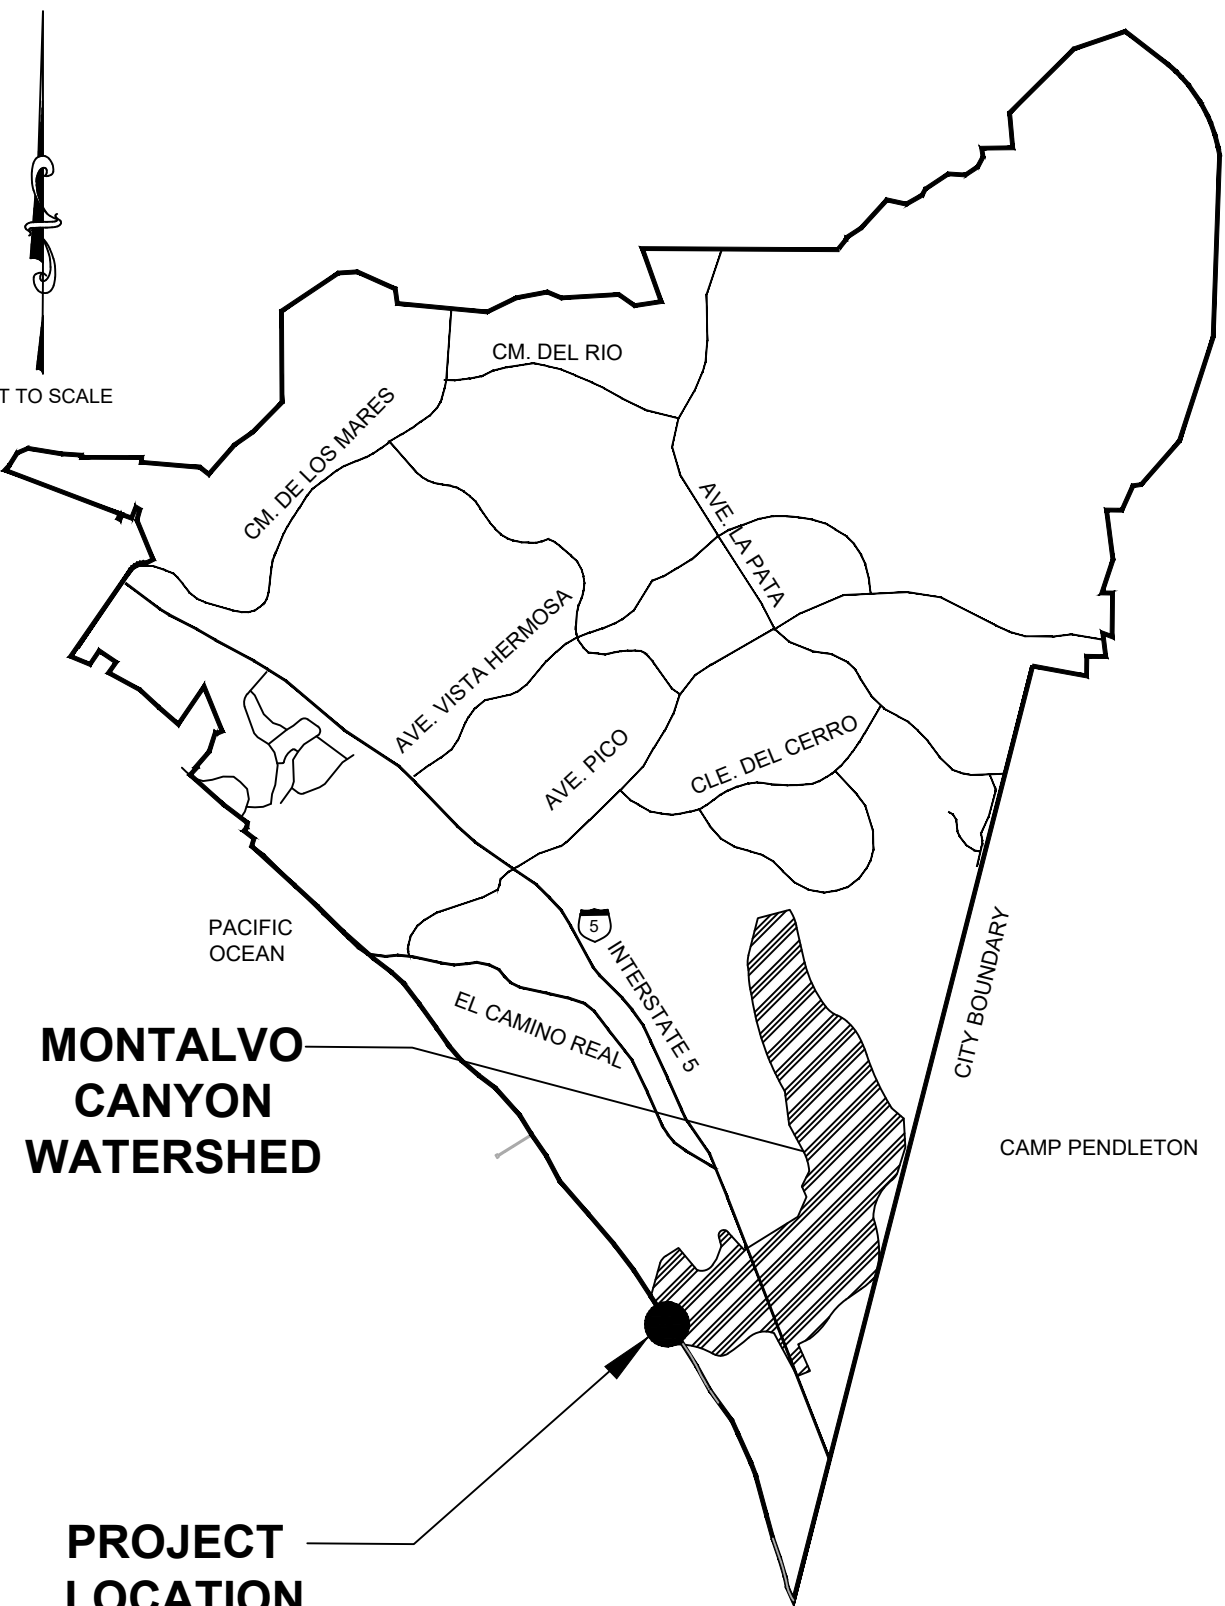 T TO SCALE
CM. DEL RIO
CM. DE LOS MARES
AVE. LA PATA
AVE. VISTA HERMOSA
AVE. PICO
CLE. DEL CERRO
PACIFIC
OCEAN
5
INTERSTATE 5
EL CAMINO REAL
CITY BOUNDARY
MONTALVO
CANYON
WATERSHED
CAMP PENDLETON
PROJECT
LOCATION